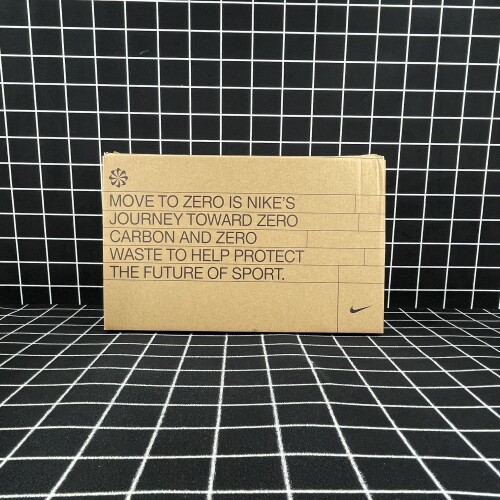 MOVE TO ZERO IS NIKE'S
JOURNEY TOWARD ZERO
CARBON AND ZERO
WASTE TO HELP PROTECT
THE FUTURE OF SPORT.